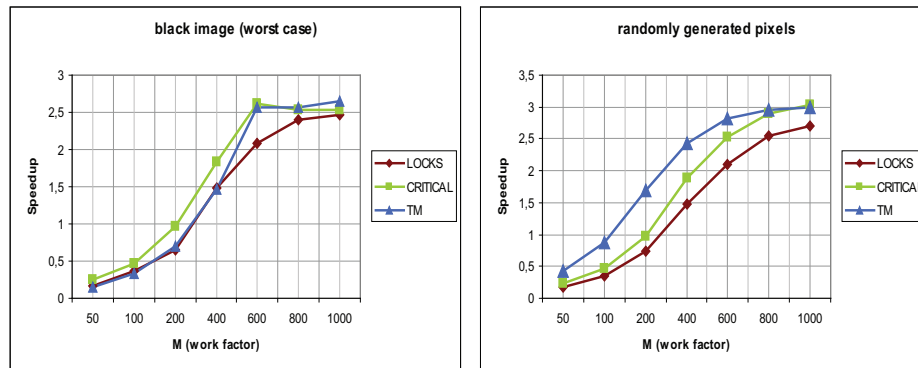 black image (worst case)
3
2,5
2
1,5
1
0,5
0
Speedup
50 100 200 400 600 800 1000
M (work factor)
LOCKS
CRITICAL
TM
randomly generated pixels
3,5
3
2,5
2
1,5
1
0,5
0
Speedup
50 100 200 400 600 800 1000
M (work factor)
LOCKS
CRITICAL
TM